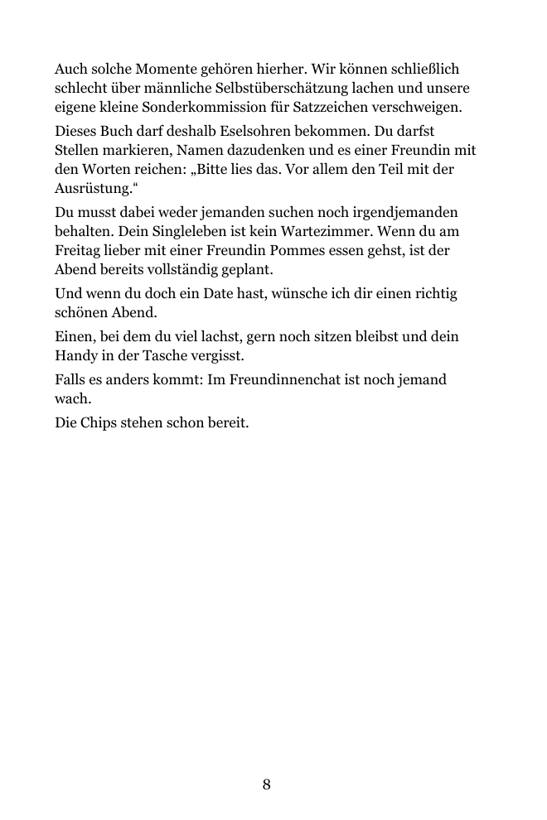 Auch solche Momente gehören hierher. Wir können schließlich
schlecht über männliche Selbstüberschätzung lachen und unsere
eigene kleine Sonderkommission für Satzzeichen verschweigen.
Dieses Buch darf deshalb Eselsohren bekommen. Du darfst
Stellen markieren, Namen dazudenken und es einer Freundin mit
den Worten reichen: „Bitte lies das. Vor allem den Teil mit der
Ausrüstung.“
Du musst dabei weder jemanden suchen noch irgendjemanden
behalten. Dein Singleleben ist kein Wartezimmer. Wenn du am
Freitag lieber mit einer Freundin Pommes essen gehst, ist der
Abend bereits vollständig geplant.
Und wenn du doch ein Date hast, wünsche ich dir einen richtig
schönen Abend.
Einen, bei dem du viel lachst, gern noch sitzen bleibst und dein
Handy in der Tasche vergisst.
Falls es anders kommt: Im Freundinnenchat ist noch jemand
wach.
Die Chips stehen schon bereit.
8